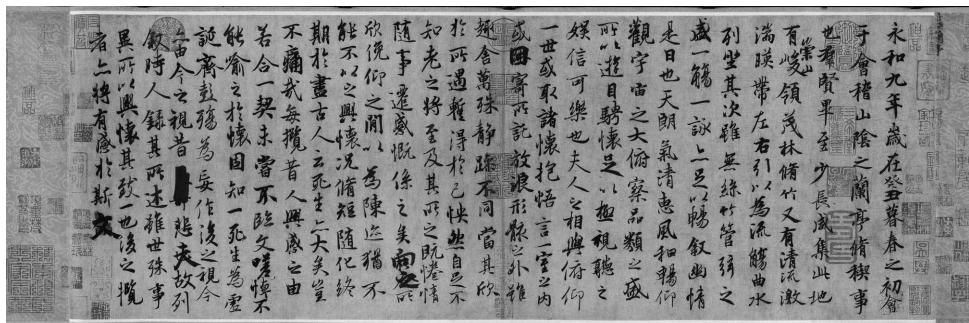 永和九年歲在癸丑暮春之初會
于會稽山陰之蘭亭脩稧事
也羣賢畢至少長咸集此地
有崇山峻領茂林脩竹又有清流激
湍暎帶左右引以為流觴曲水
列坐其次雖無絲竹管弦之
盛一觴一詠亦足以暢敘幽情
是日也天朗氣清惠風和暢仰
觀宇宙之大俯察品類之盛
所以遊目騁懷足以極視聽之
娛信可樂也夫人之相與俯仰
一世或取諸懷抱悟言一室之內
或因寄所託放浪形骸之外雖
趣舍萬殊靜躁不同當其欣
於所遇蹔得於己怏然自足不
知老之將至及其所之既惓情
隨事遷感慨係之矣向之所
欣俛仰之閒以為陳迹猶不
能不以之興懷況脩短隨化終
期於盡古人云死生亦大矣豈
不痛哉每攬昔人興感之由
若合一契未嘗不臨文嗟悼不
能喻之於懷固知一死生為虛
誕齊彭殤為妄作後之視今
亦由今之視昔悲夫故列
敘時人錄其所述雖世殊事
異所以興懷其致一也後之攬
者亦將有感於斯文